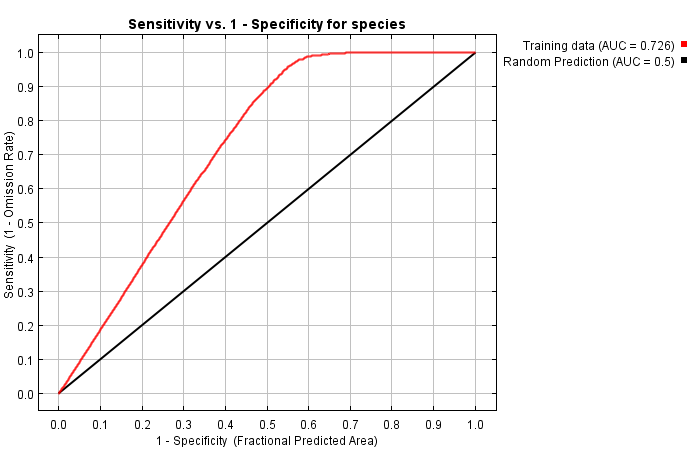 Sensitivity vs. 1 - Specificity for species
Training data (AUC = 0.726)
Random Prediction (AUC = 0.5)
Sensitivity (1 - Omission Rate)
1.0
0.9
0.8
0.7
0.6
0.5
0.4
0.3
0.2
0.1
0.0
0.0 0.1 0.2 0.3 0.4 0.5 0.6 0.7 0.8 0.9 1.0
1 - Specificity (Fractional Predicted Area)